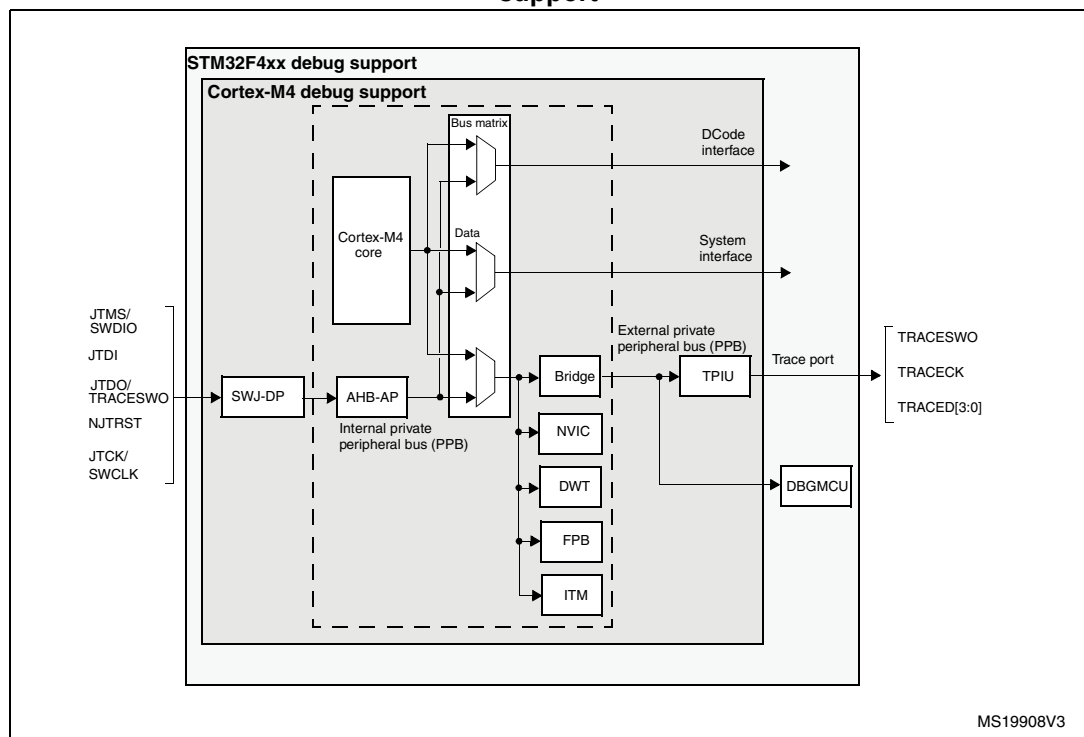 support
STM32F4xx debug support
Cortex-M4 debug support
Bus matrix
DCode
interface
Cortex-M4
core
Data
System
interface
JTMS/
SWDIO
JTDI
JTDO/
TRACESWO
NJTRST
JTCK/
SWCLK
SWJ-DP
AHB-AP
Internal private
peripheral bus (PPB)
External private
peripheral bus (PPB)
Bridge
NVIC
DWT
FPB
ITM
TPIU
Trace port
DBGMCU
TRACESWO
TRACECK
TRACED[3:0]
MS19908V3